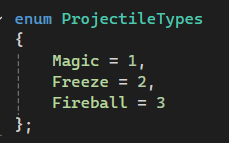 enum ProjectileTypes
{
Magic = 1,
Freeze = 2,
Fireball = 3
};